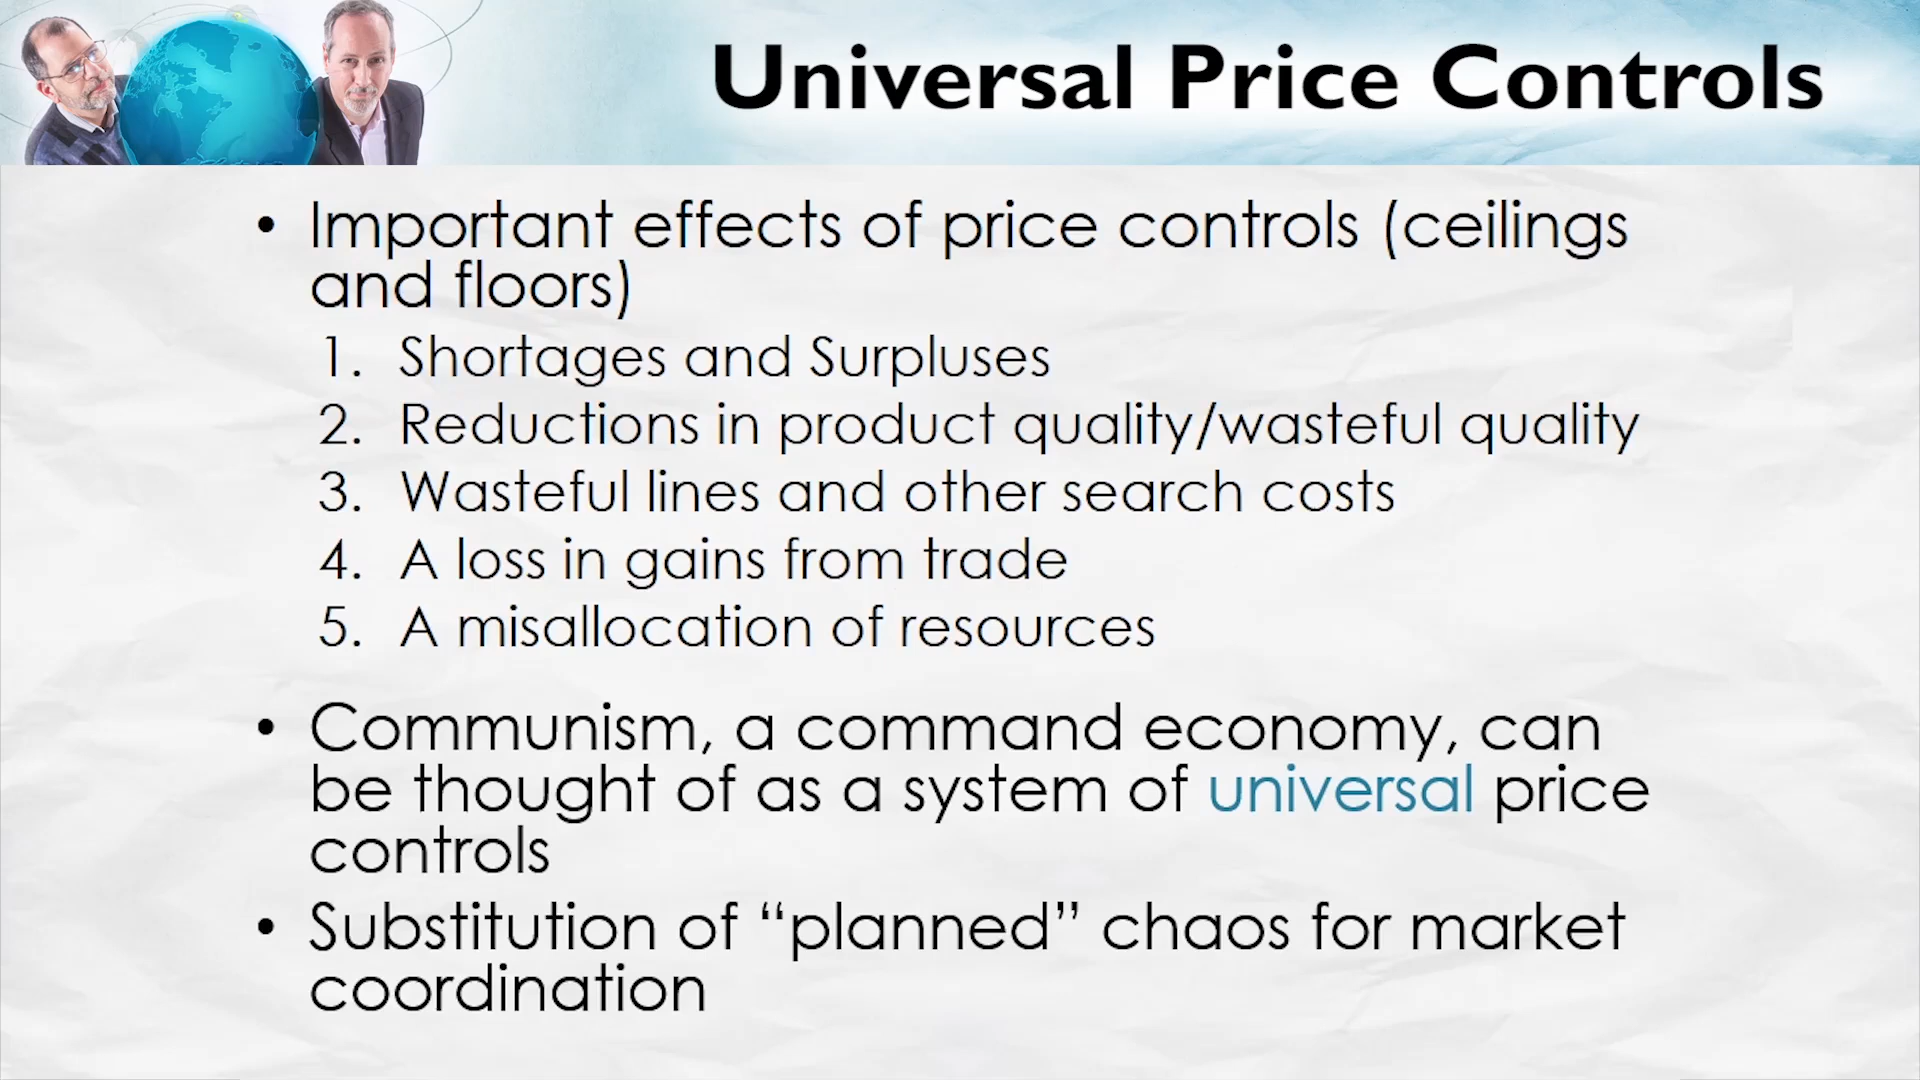 Universal Price Controls
• Important effects of price controls (ceilings
and floors)
1. Shortages and Surpluses
2. Reductions in product quality/wasteful quality
3. Wasteful lines and other search costs
4. A loss in gains from trade
5. A misallocation of resources
• Communism, a command economy, can
be thought of as a system of universal price
controls
• Substitution of “planned” chaos for market
coordination